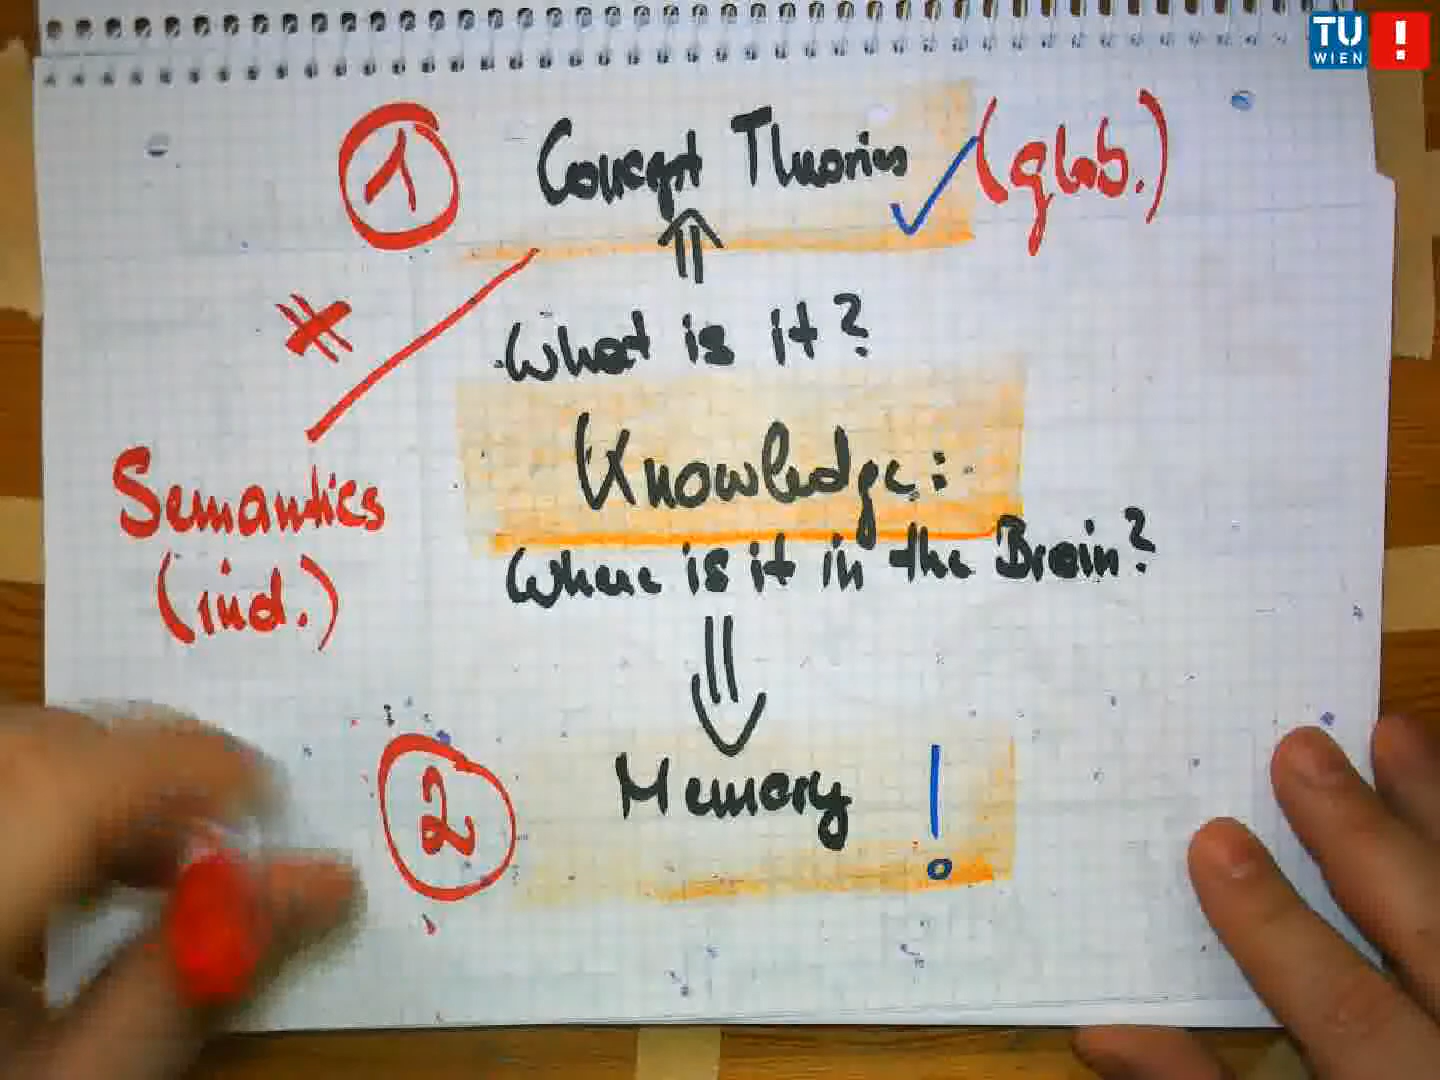 TU
WIEN
!
1 Concept Theories ✓ (glob.)
What is it?
Knowledge:
Semantics
(ind.)
Where is it in the Brain?
2 Memory !